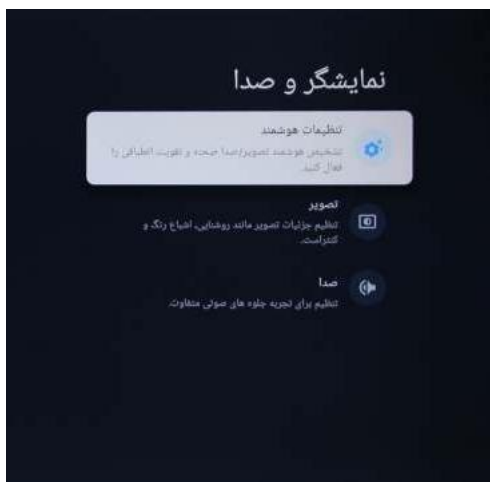 نمایشگر و صدا
تنظیمات هوشمند
تشخیص هوشمند تصویر/صدا صحنه و تقویت انطباقی را
فعال کنید.
تصویر
تنظیم جزئیات تصویر مانند روشنایی، اشباع رنگ و
کنتراست.
صدا
تنظیم برای تجربه جلوه های صوتی متفاوت.